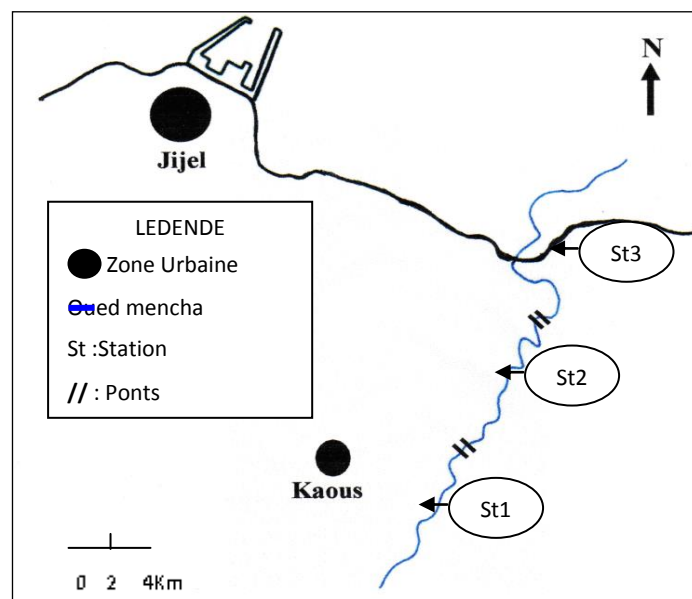 N
Jijel
LEDENDE
Zone Urbaine
Oued mencha
St :Station
// : Ponts
St3
St2
St1
Kaous
0 2 4Km